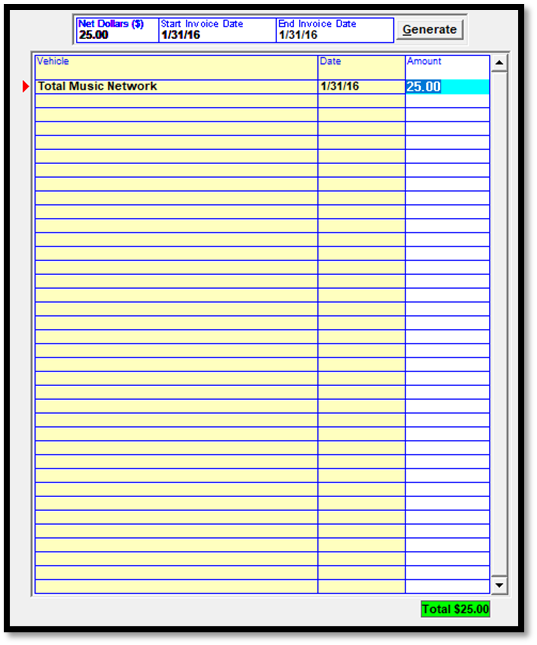 Net Dollars ($) Start Invoice Date End Invoice Date
25.00 1/31/16 1/31/16 Generate
Vehicle Date Amount
Total Music Network 1/31/16 25.00
Total $25.00